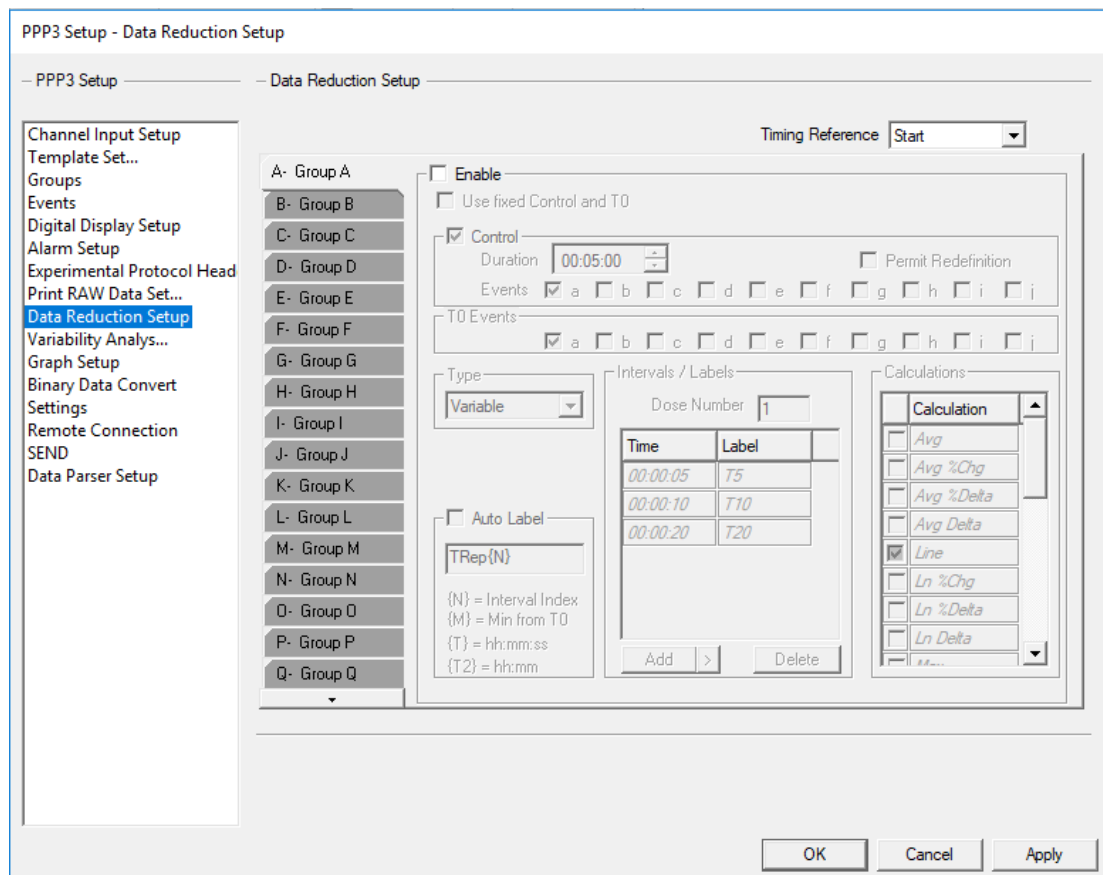 PPP3 Setup - Data Reduction Setup
PPP3 Setup
Channel Input Setup
Template Set...
Groups
Events
Digital Display Setup
Alarm Setup
Experimental Protocol Head
Print RAW Data Set...
Data Reduction Setup
Variability Analys...
Graph Setup
Binary Data Convert
Settings
Remote Connection
SEND
Data Parser Setup
Data Reduction Setup
Timing Reference Start
A- Group A
B- Group B
C- Group C
D- Group D
E- Group E
F- Group F
G- Group G
H- Group H
I- Group I
J- Group J
K- Group K
L- Group L
M- Group M
N- Group N
O- Group O
P- Group P
Q- Group Q
Enable
Use fixed Control and T0
Control
Duration 00:05:00 Permit Redefinition
Events a b c d e f g h i j
T0 Events
a b c d e f g h i j
Type
Variable
Auto Label
TRep{N}
{N} = Interval Index
{M} = Min from T0
{T} = hh:mm:ss
{T2} = hh:mm
Intervals / Labels
Dose Number 1
Time Label
00:00:05 T5
00:00:10 T10
00:00:20 T20
Add > Delete
Calculations
Calculation
Avg
Avg %Chg
Avg %Delta
Avg Delta
Line
Ln %Chg
Ln %Delta
Ln Delta
OK Cancel Apply